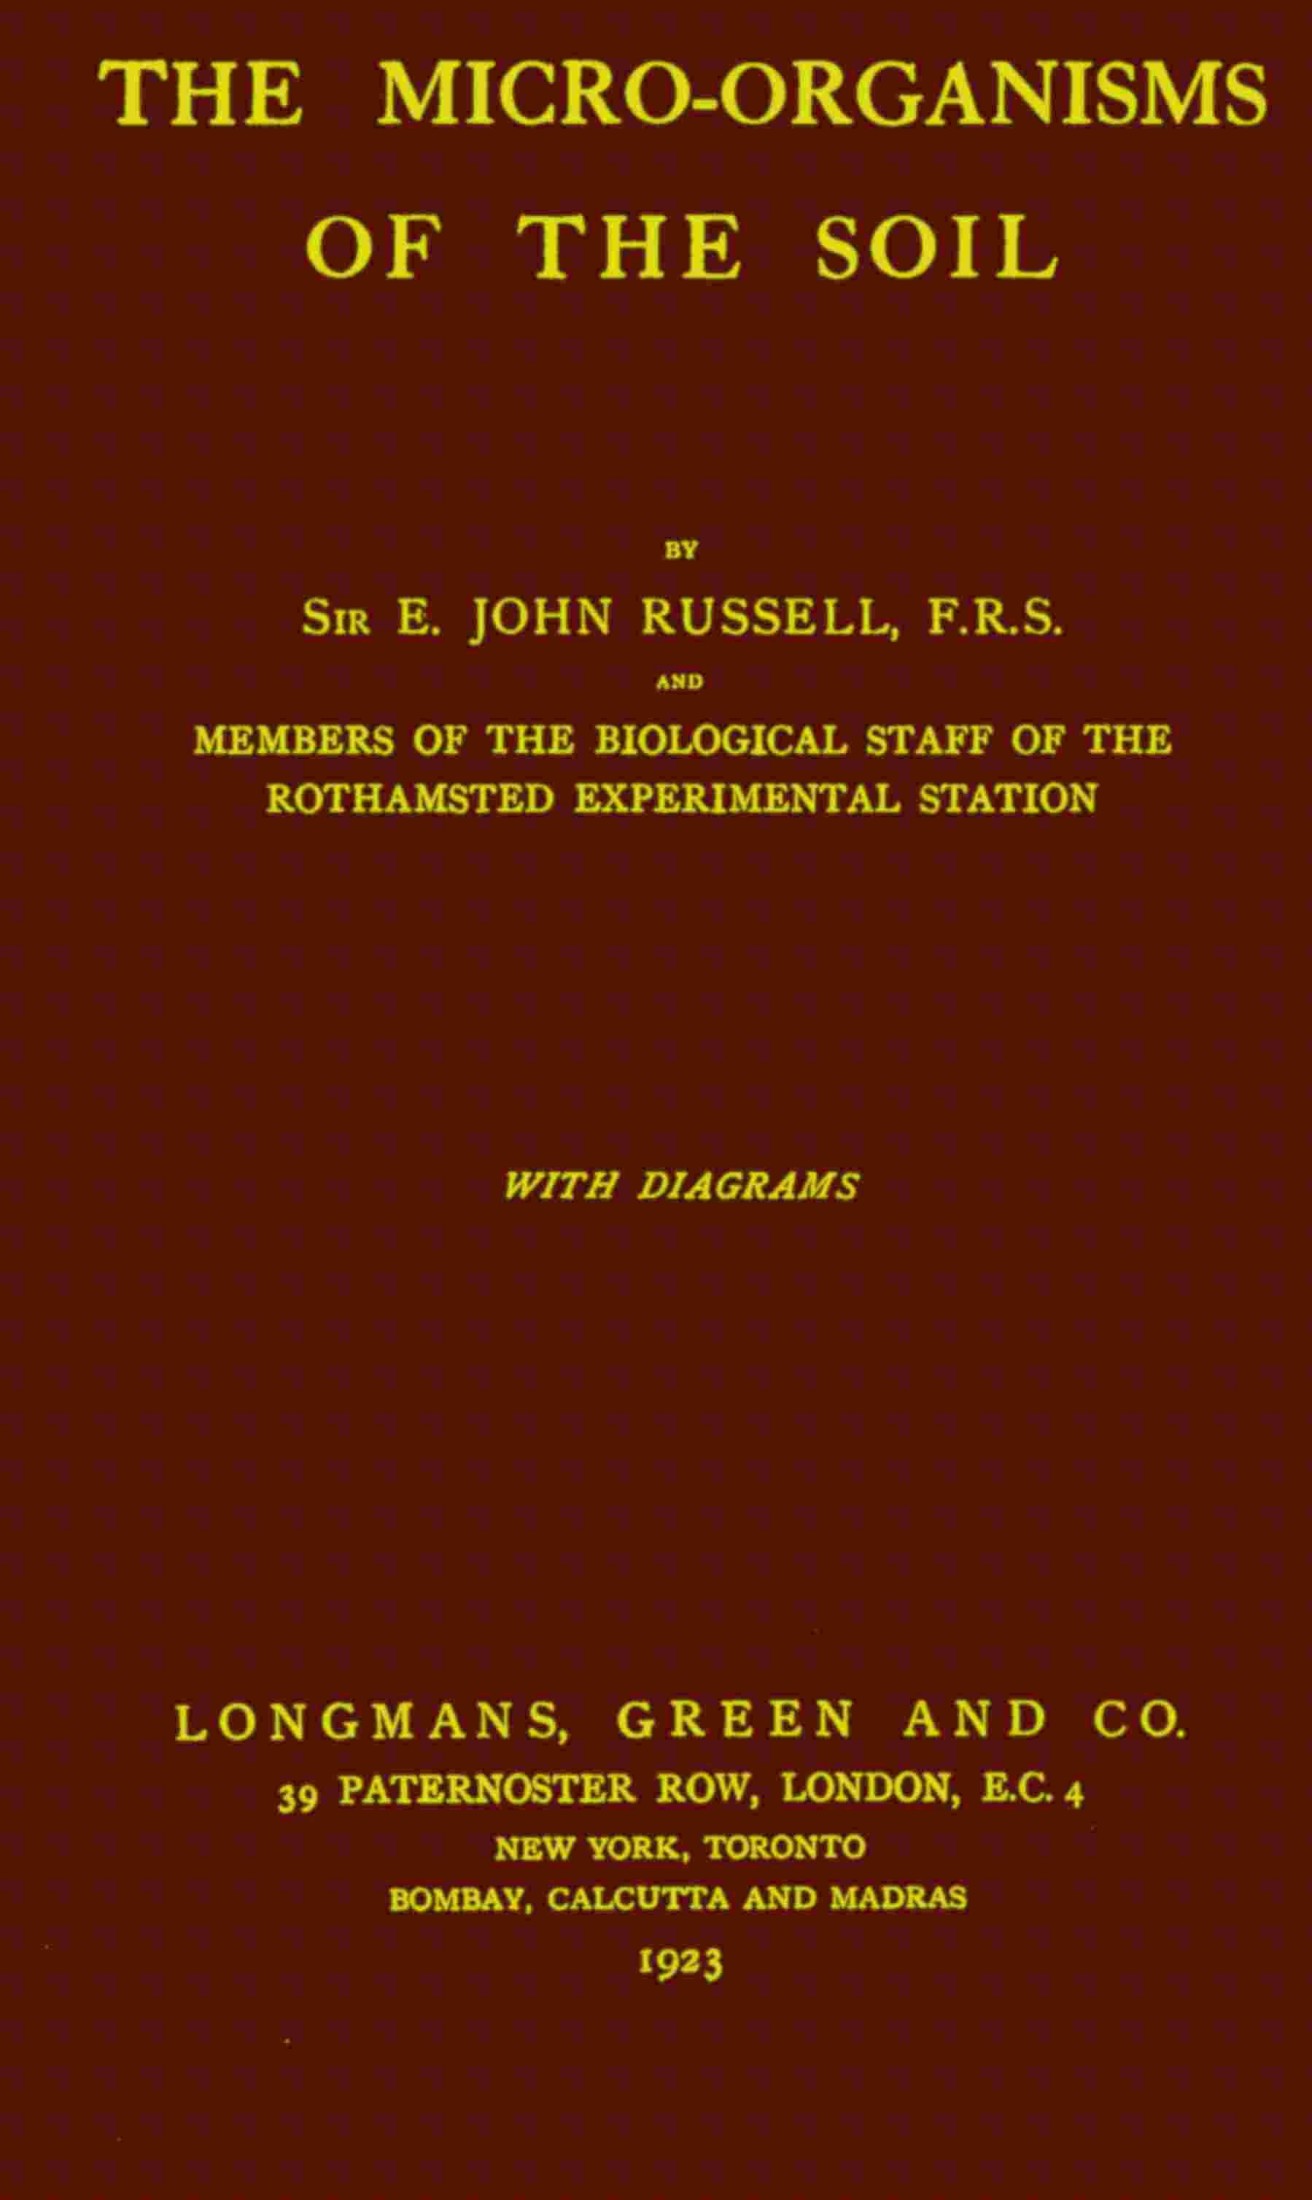 THE MICRO-ORGANISMS
OF THE SOIL
BY
SIR E. JOHN RUSSELL, F.R.S.
AND
MEMBERS OF THE BIOLOGICAL STAFF OF THE
ROTHAMSTED EXPERIMENTAL STATION
WITH DIAGRAMS
LONGMANS, GREEN AND CO.
39 PATERNOSTER ROW, LONDON, E.C. 4
NEW YORK, TORONTO
BOMBAY, CALCUTTA AND MADRAS
1923